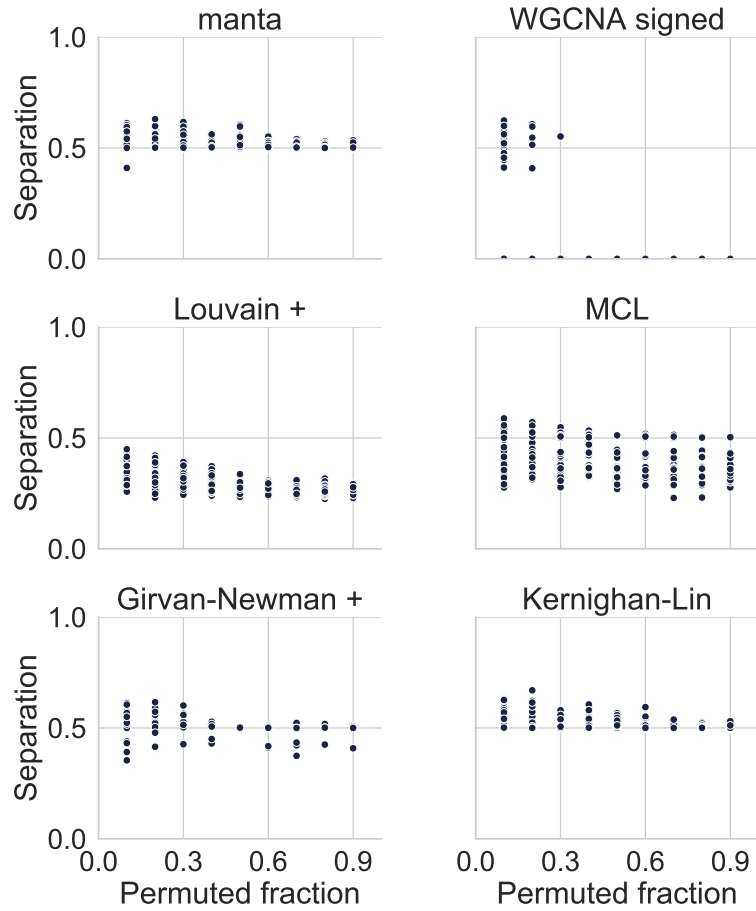 manta WGCNA signed
1.0
Separation
0.5
0.0
Louvain + MCL
1.0
Separation
0.5
0.0
Girvan-Newman + Kernighan-Lin
1.0
Separation
0.5
0.0
0.0 0.3 0.6 0.9 0.0 0.3 0.6 0.9
Permuted fraction Permuted fraction